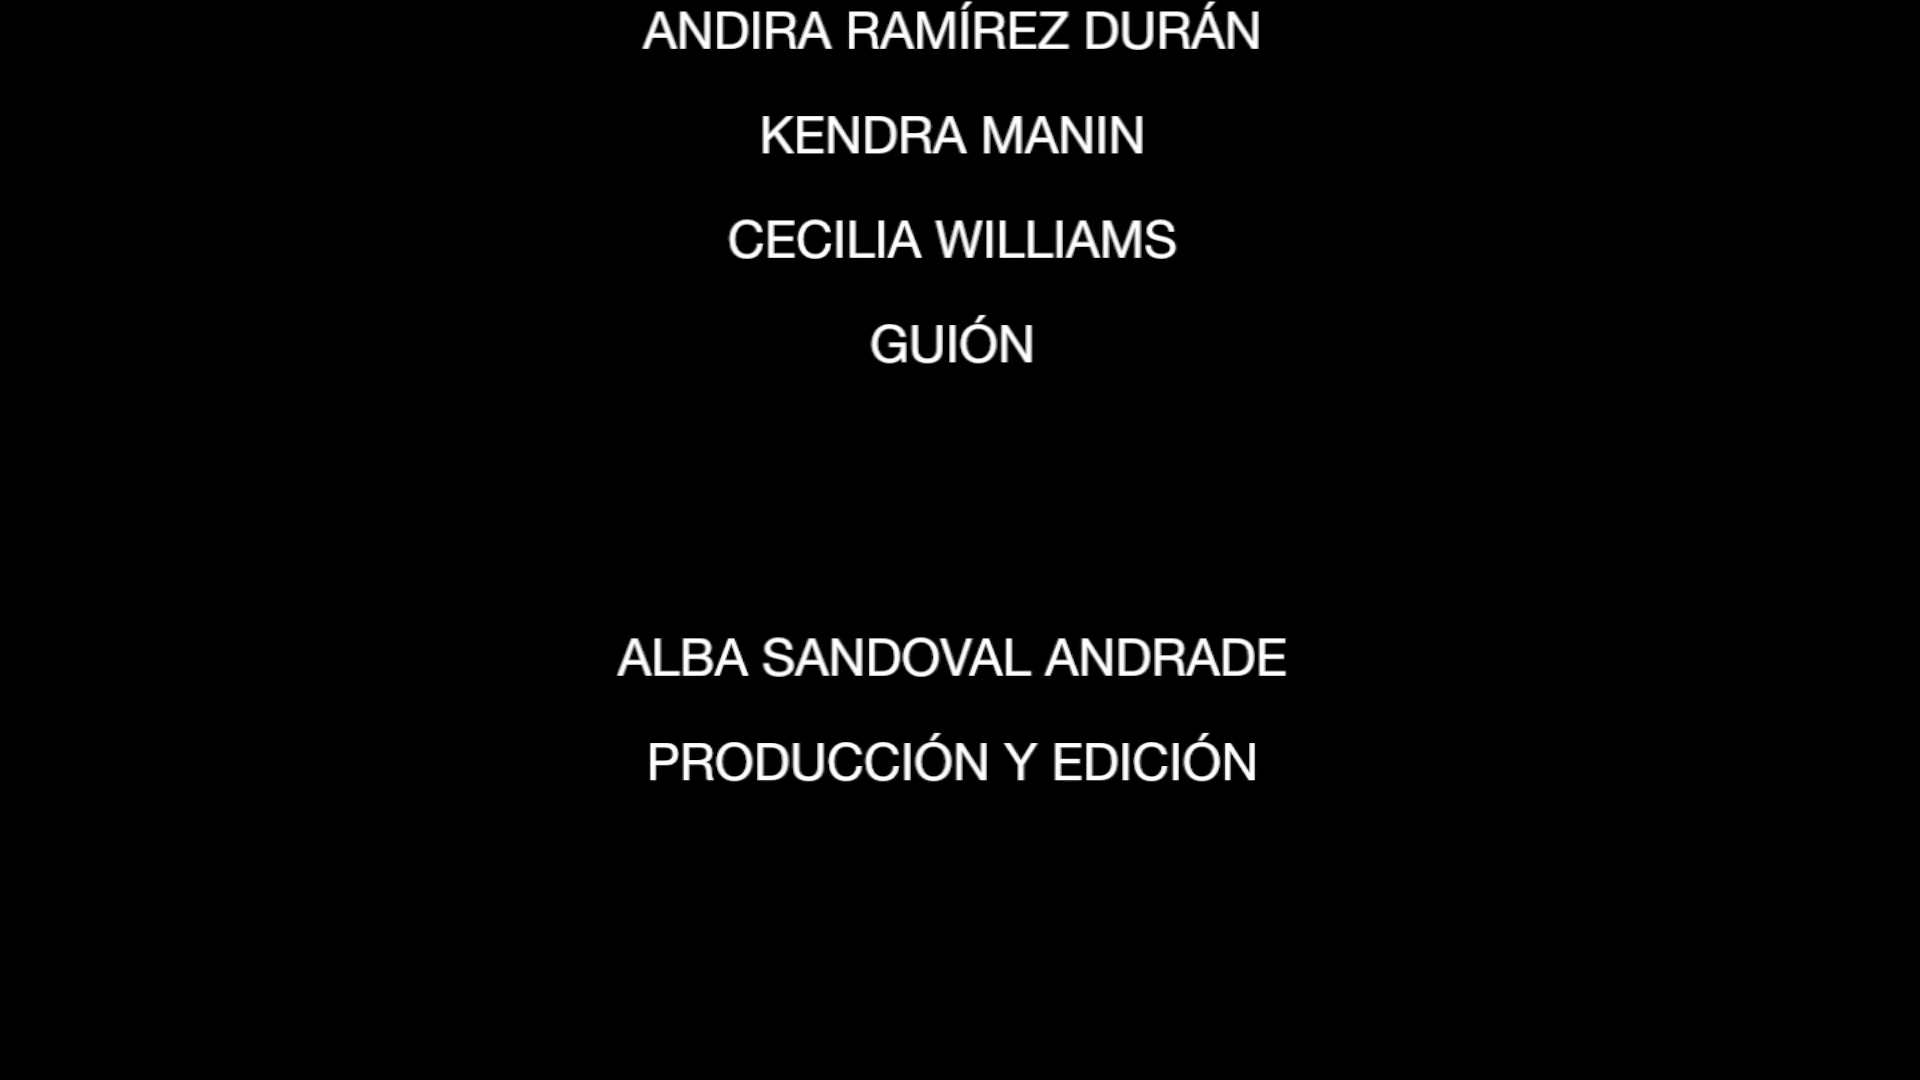 ANDIRA RAMÍREZ DURÁN
KENDRA MANIN
CECILIA WILLIAMS
GUIÓN
ALBA SANDOVAL ANDRADE
PRODUCCIÓN Y EDICIÓN